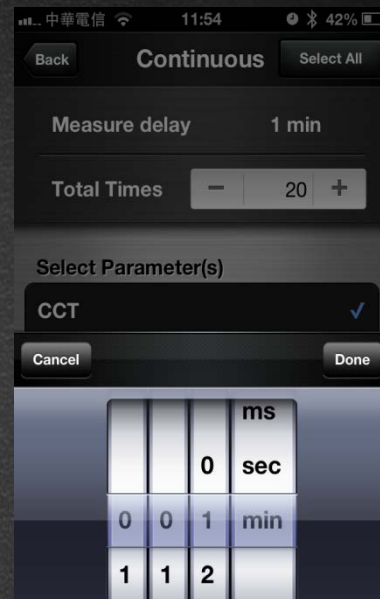 中華電信 11:54 42%
Back Continuous Select All
Measure delay 1 min
Total Times − 20 +
Select Parameter(s)
CCT ✓
Cancel Done
ms
0 sec
0 0 1 min
1 1 2